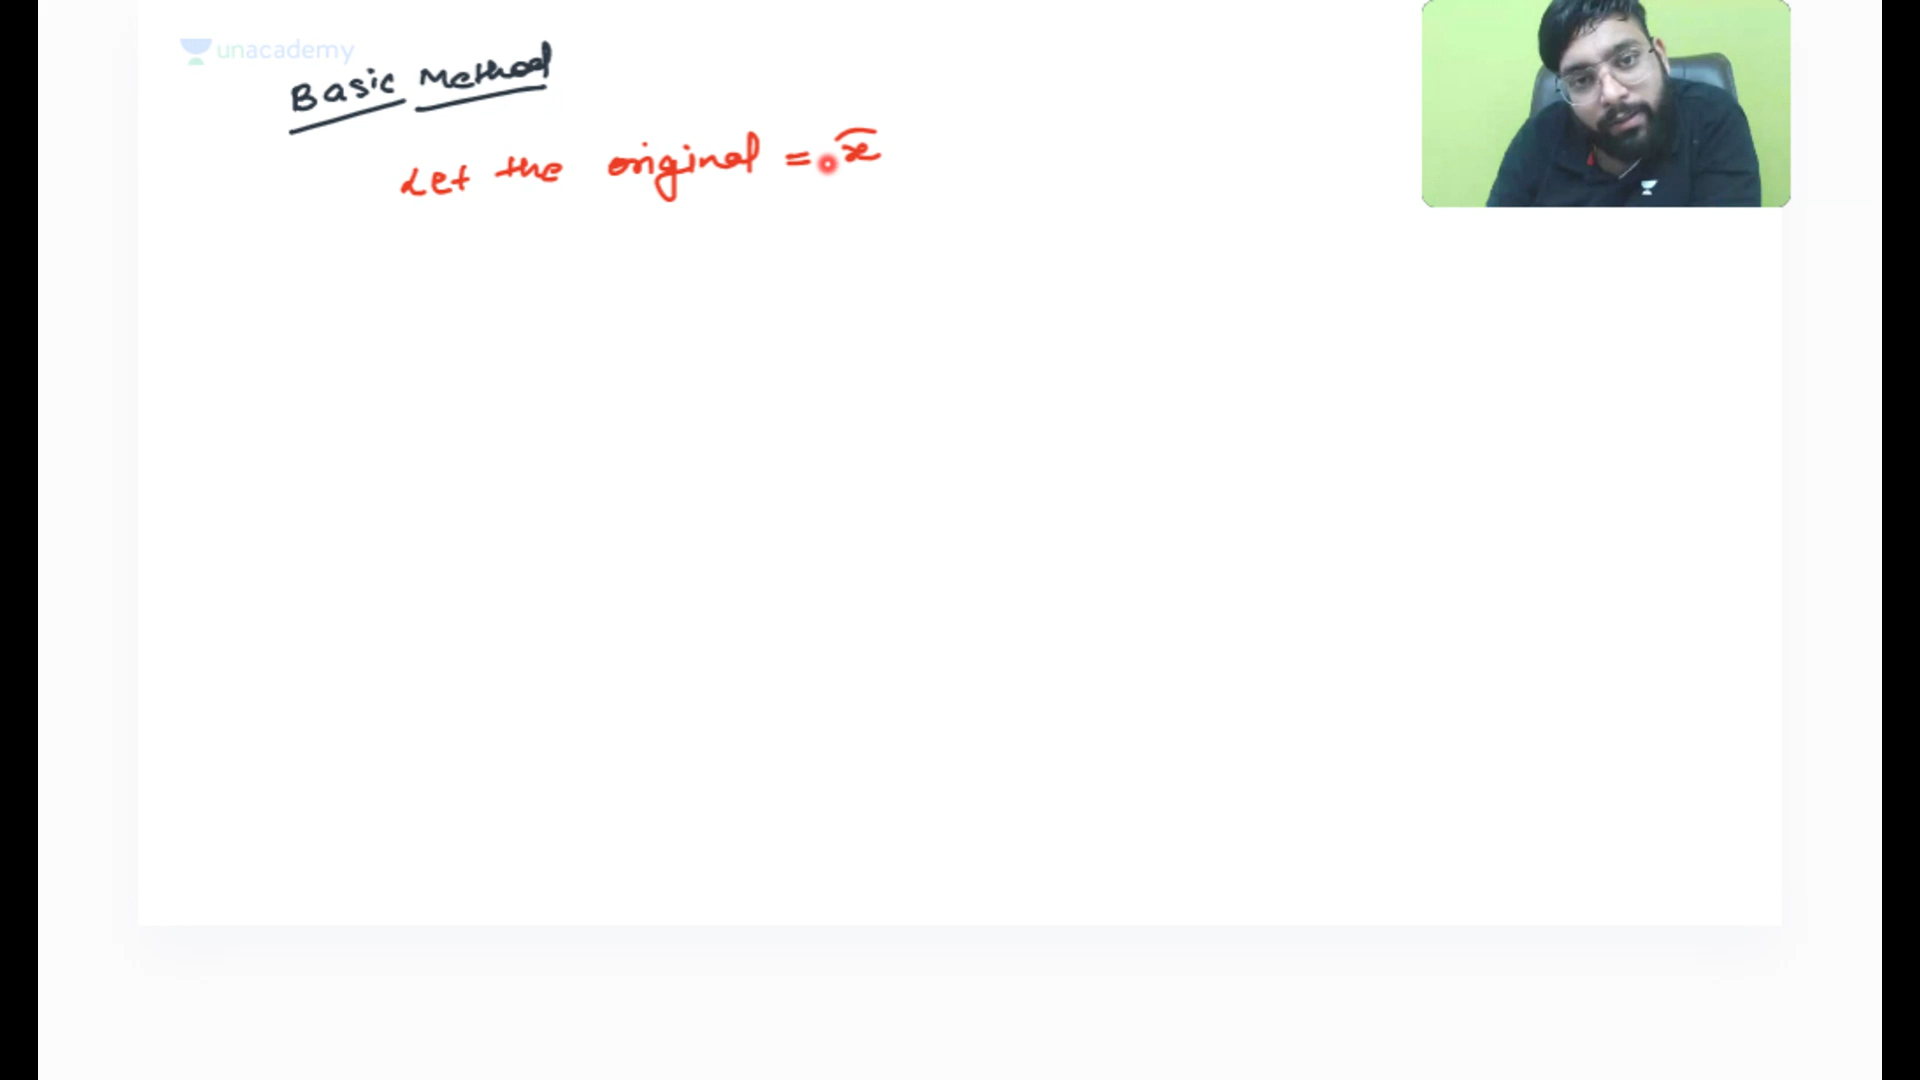 unacademy
Basic Method
Let the original = x